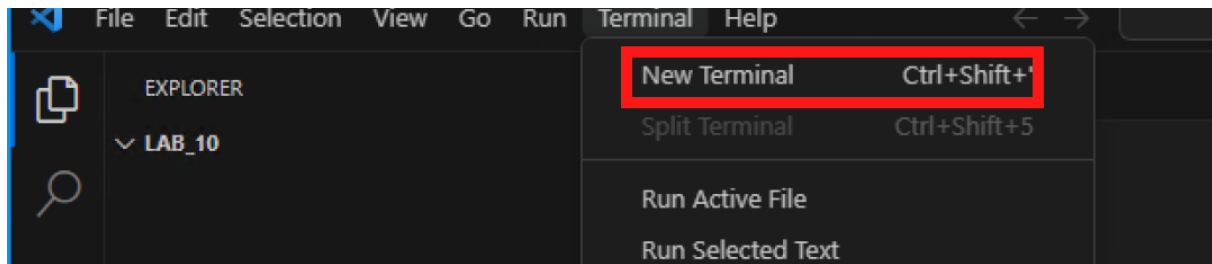 File Edit Selection View Go Run Terminal Help
EXPLORER
LAB_10
New Terminal Ctrl+Shift+`
Split Terminal Ctrl+Shift+5
Run Active File
Run Selected Text